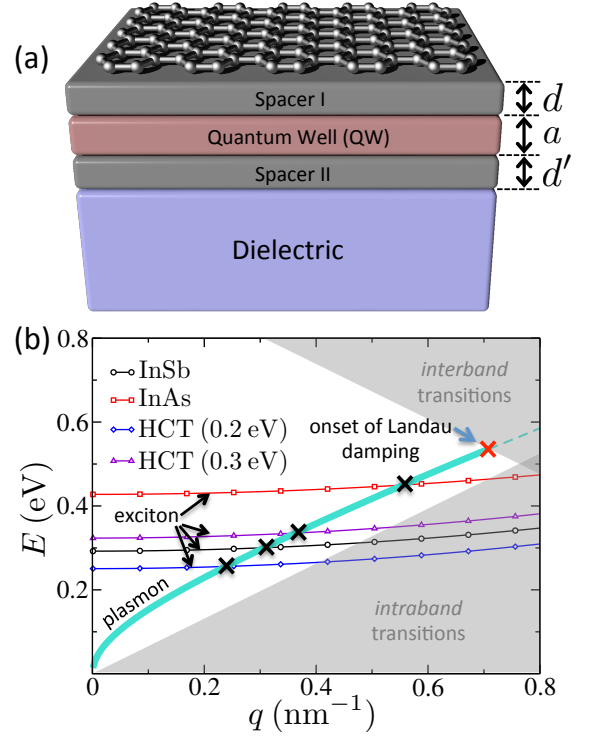 (a)
Spacer I
d
Quantum Well (QW)
a
Spacer II
d'
Dielectric
(b)
0.8
0.6
0.4
0.2
E (eV)
InSb
InAs
HCT (0.2 eV)
HCT (0.3 eV)
interband
transitions
onset of Landau
damping
exciton
plasmon
intraband
transitions
0
0.2
0.4
0.6
0.8
q (nm⁻¹)